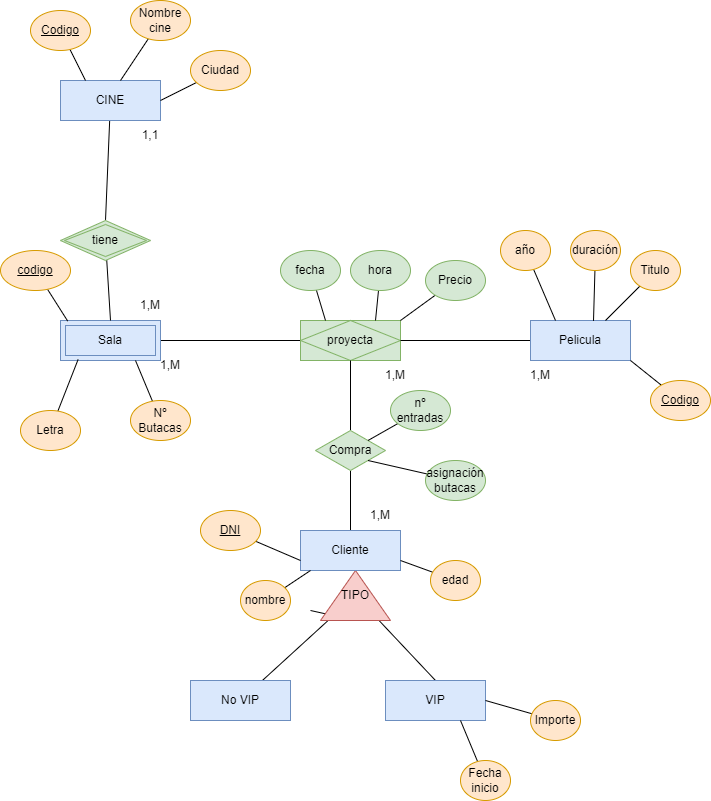 Codigo
Nombre
cine
Ciudad
CINE
1,1
tiene
codigo
1,M
Sala
1,M
Letra
Nº
Butacas
fecha
hora
Precio
proyecta
1,M
año
duración
Titulo
Pelicula
1,M
Codigo
nº
entradas
Compra
asignación
butacas
1,M
DNI
Cliente
nombre
edad
TIPO
No VIP
VIP
Importe
Fecha
inicio